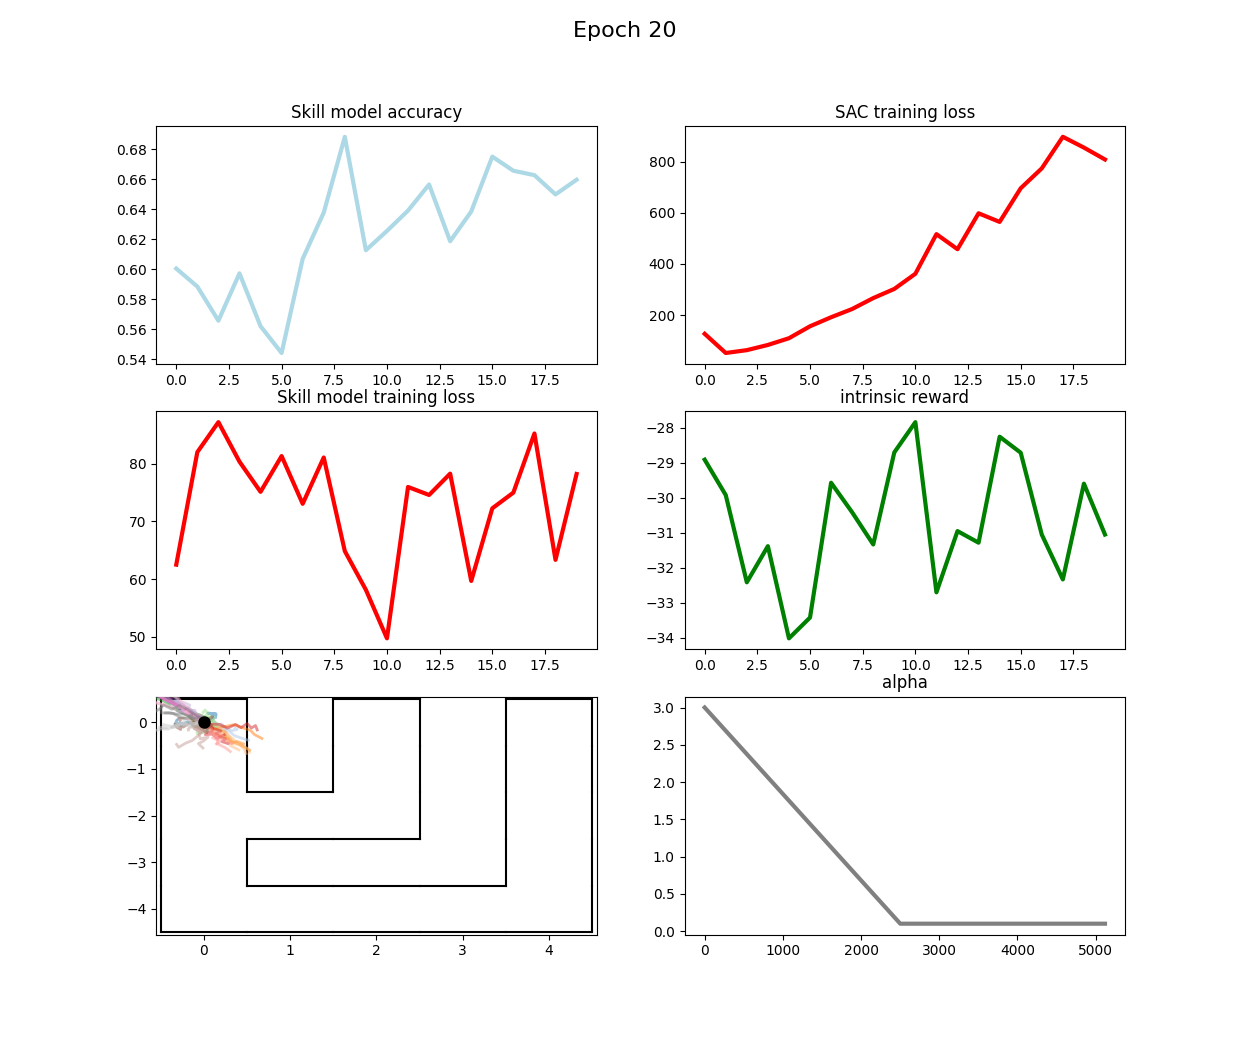 Epoch 20
Skill model accuracy
0.68
0.66
0.64
0.62
0.60
0.58
0.56
0.54
0.0 2.5 5.0 7.5 10.0 12.5 15.0 17.5
SAC training loss
800
600
400
200
0.0 2.5 5.0 7.5 10.0 12.5 15.0 17.5
Skill model training loss
80
70
60
50
0.0 2.5 5.0 7.5 10.0 12.5 15.0 17.5
intrinsic reward
−28
−29
−30
−31
−32
−33
−34
0.0 2.5 5.0 7.5 10.0 12.5 15.0 17.5
0
−1
−2
−3
−4
0 1 2 3 4
alpha
3.0
2.5
2.0
1.5
1.0
0.5
0.0
0 1000 2000 3000 4000 5000